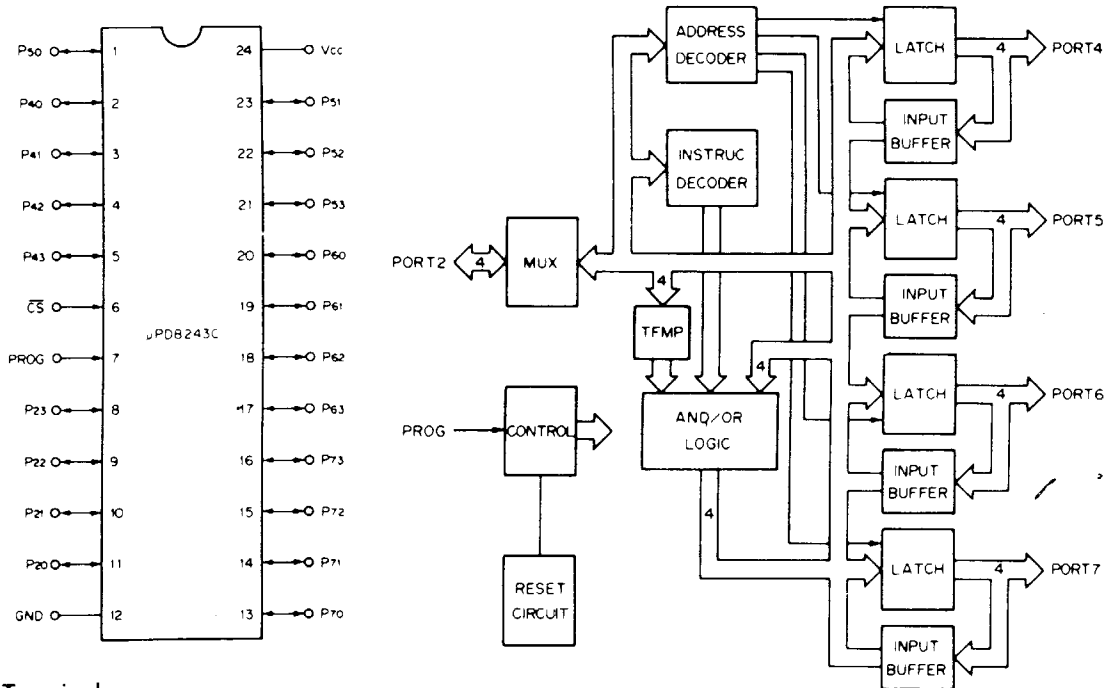 P50 1 24 Vcc
P40 2 23 P51
P41 3 22 P52
P42 4 21 P53
P43 5 20 P60
CS 6 19 P61
μPD8243C
PROG 7 18 P62
P23 8 17 P63
P22 9 16 P73
P21 10 15 P72
P20 11 14 P71
GND 12 13 P70
ADDRESS
DECODER
INSTRUC
DECODER
PORT2 4 MUX
4
TFMP
4
PROG CONTROL
AND/OR
LOGIC
4
RESET
CIRCUIT
LATCH 4 PORT4
INPUT
BUFFER
LATCH 4 PORT5
INPUT
BUFFER
LATCH 4 PORT6
INPUT
BUFFER
LATCH 4 PORT7
INPUT
BUFFER